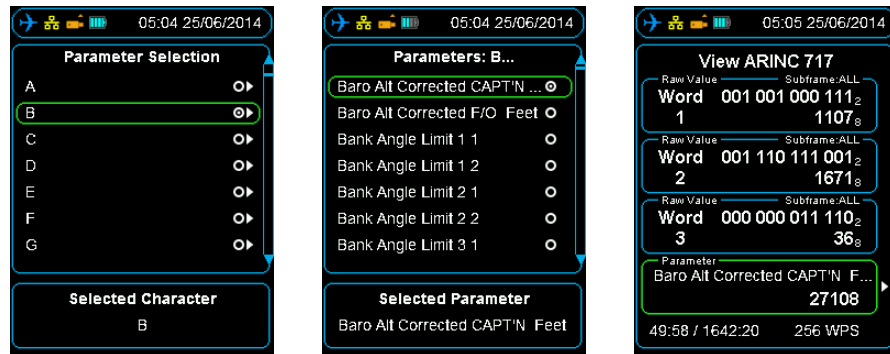 05:04 25/06/2014
Parameter Selection
A
B
C
D
E
F
G
Selected Character
B
05:04 25/06/2014
Parameters: B...
Baro Alt Corrected CAPT'N ...
Baro Alt Corrected F/O Feet
Bank Angle Limit 1 1
Bank Angle Limit 1 2
Bank Angle Limit 2 1
Bank Angle Limit 2 2
Bank Angle Limit 3 1
Selected Parameter
Baro Alt Corrected CAPT'N Feet
05:05 25/06/2014
View ARINC 717
Raw Value Subframe:ALL
Word 001 001 000 111₂
1 1107₈
Raw Value Subframe:ALL
Word 001 110 111 001₂
2 1671₈
Raw Value Subframe:ALL
Word 000 000 011 110₂
3 36₈
Parameter
Baro Alt Corrected CAPT'N F...
27108
49:58 / 1642:20 256 WPS